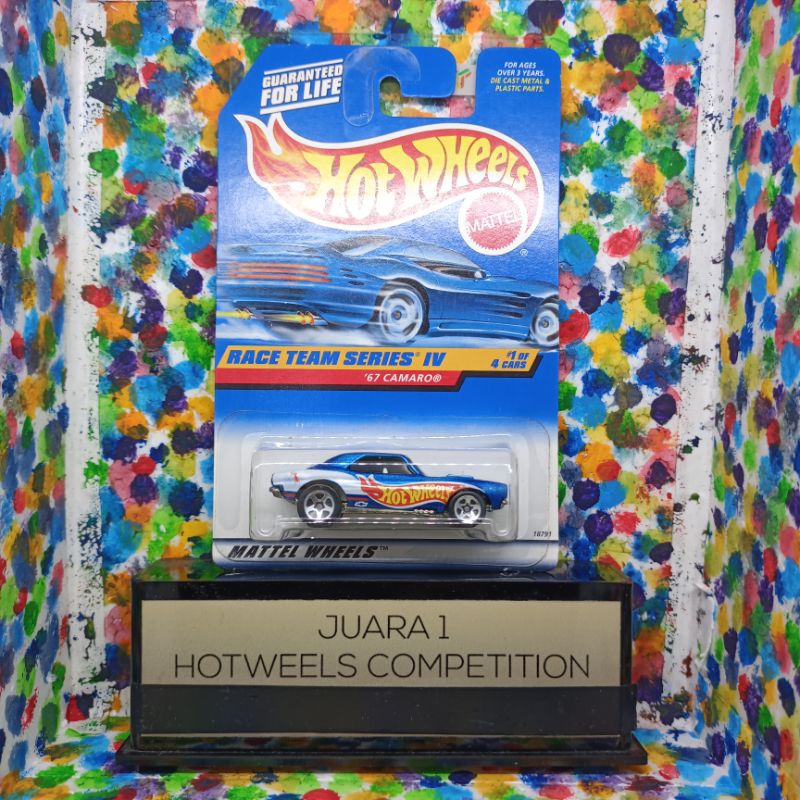 GUARANTEED
FOR LIFE
FOR AGES
OVER 3 YEARS.
DIE CAST METAL &
PLASTIC PARTS.
HOT WHEELS
MATTEL
®
RACE TEAM SERIES® IV
#1 OF
4 CARS
'67 CAMARO®
HOT WHEELS
18791
MATTEL WHEELS™
JUARA 1
HOTWEELS COMPETITION